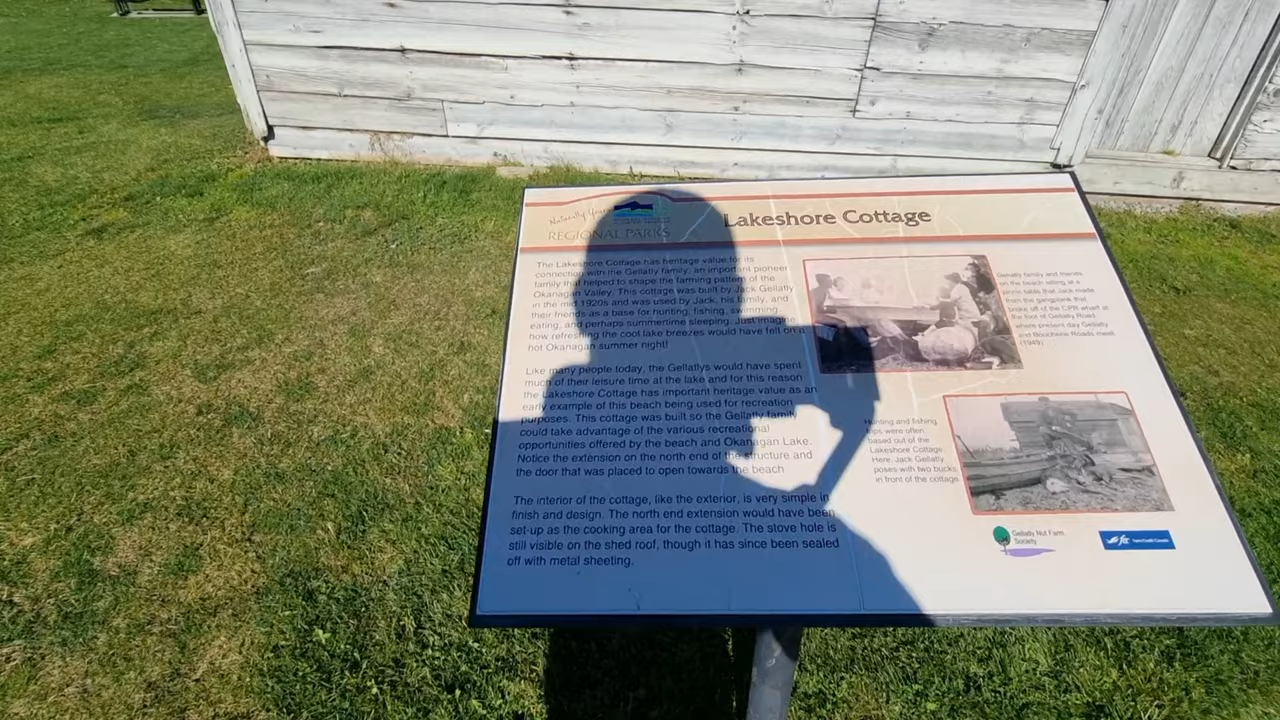 Naturally Yours
REGIONAL PARKS
Lakeshore Cottage
The Lakeshore Cottage has heritage value for its
connection with the Gellatly family, an important pioneer
family that helped to shape the farming pattern of the
Okanagan Valley. This cottage was built by Jack Gellatly
in the mid 1920s and was used by Jack, his family, and
their friends as a base for hunting, fishing, swimming
eating, and perhaps summertime sleeping. Just imagine
how refreshing the cool lake breezes would have felt on a
hot Okanagan summer night!
Like many people today, the Gellatlys would have spent
much of their leisure time at the lake and for this reason
the Lakeshore Cottage has important heritage value as an
early example of this beach being used for recreation
purposes. This cottage was built so the Gellatly family
could take advantage of the various recreational
opportunities offered by the beach and Okanagan Lake.
Notice the extension on the north end of the structure and
the door that was placed to open towards the beach
The interior of the cottage, like the exterior, is very simple in
finish and design. The north end extension would have been
set-up as the cooking area for the cottage. The stove hole is
still visible on the shed roof, though it has since been sealed
off with metal sheeting.
Gellatly family and friends
on the beach sitting at a
picnic table that Jack made
from the gangplank that
broke off of the CPR wharf at
the foot of Gellatly Road
where present day Gellatly
and Boucherie Roads meet.
(1949)
Hunting and fishing
trips were often
based out of the
Lakeshore Cottage.
Here, Jack Gellatly
poses with two bucks
in front of the cottage.
Gellatly Nut Farm
Society
fcc Farm Credit Canada